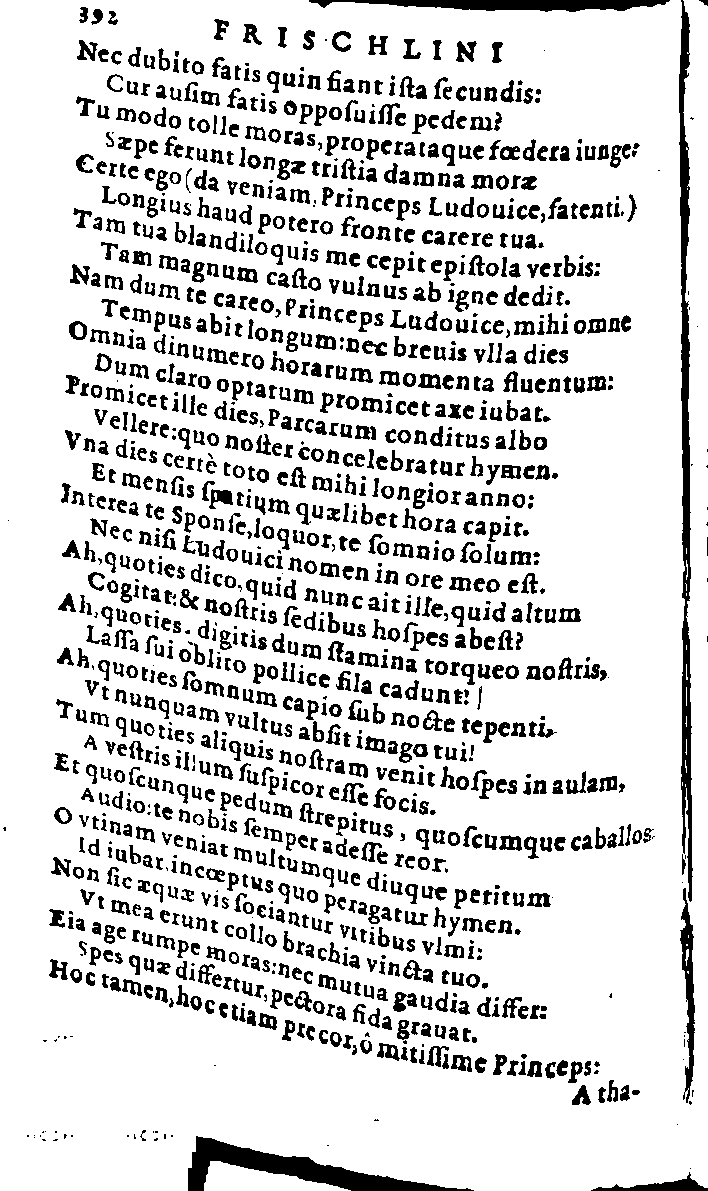 392
FRISCHLINI
Nec dubito fatis quin fiant iſta ſecundis:
Cur auſim fatis oppoſuiſſe pedem?
Tu modo tolle moras, properataque fœdera iunge:
Sæpe ferunt longæ triſtia damna moræ
Certe ego (da veniam, Princeps Ludouice, fatenti.)
Longius haud potero fronte carere tua.
Tam tua blandiloquis me cepit epiſtola verbis:
Tam magnum caſto vulnus ab igne dedit.
Nam dum te careo, Princeps Ludouice, mihi omne
Tempus abit longum: nec breuis vlla dies
Omnia dinumero horarum momenta fluentum:
Dum claro optatum promicet axe iubar.
Promicet ille dies, Parcarum conditus albo
Vellere: quo noſter concelebratur hymen.
Vna dies certè toto eſt mihi longior anno:
Et menſis ſpatium quælibet hora capit.
Interea te Sponſe, loquor, te ſomnio ſolum:
Nec niſi Ludouici nomen in ore meo eſt.
Ah, quoties dico, quid nunc ait ille, quid altum
Cogitat: & noſtris ſedibus hoſpes abeſt?
Ah, quoties, digitis dum ſtamina torqueo noſtris,
Laſſa ſui oblito pollice fila cadunt!
Ah, quoties ſomnum capio ſub nocte tepenti,
Vt nunquam vultus abſit imago tui!
Tum quoties aliquis noſtram venit hoſpes in aulam,
A veſtris illum ſuſpicor eſſe focis.
Et quoſcunque pedum ſtrepitus, quoſcumque caballos
Audio: te nobis ſemper adeſſe reor.
O vtinam veniat multumque diuque petitum
Id iubar, incœptus quo peragatur hymen.
Non ſic æquæ vis ſociantur vitibus vlmi:
Vt mea erunt collo brachia vincta tuo.
Eia age rumpe moras: nec mutua gaudia differ:
Spes quæ differtur, pectora fida grauat.
Hoc tamen, hoc etiam precor, ô mitiſſime Princeps:
A tha-